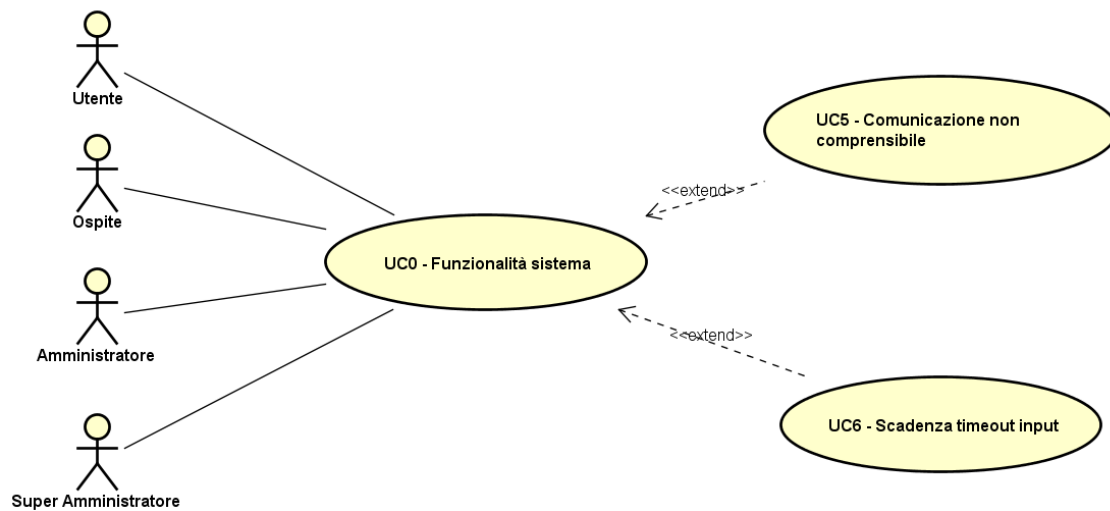 Utente
Ospite
Amministratore
Super Amministratore
UC0 - Funzionalità sistema
<<extend>>
<<extend>>
UC5 - Comunicazione non
comprensibile
UC6 - Scadenza timeout input